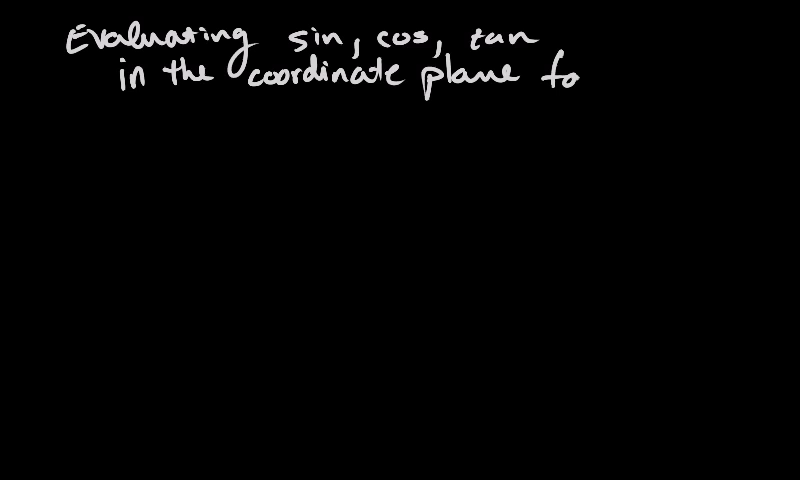 Evaluating sin, cos, tan
in the coordinate plane fo